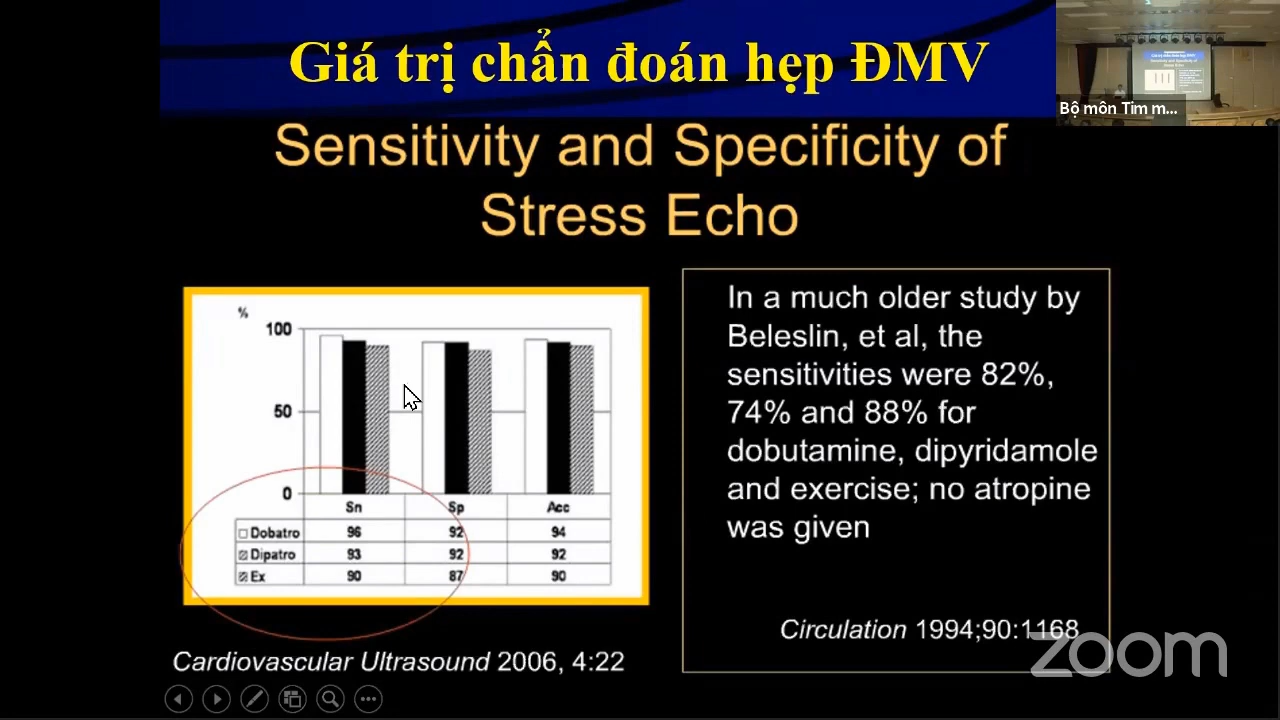 Giá trị chẩn đoán hẹp ĐMV
Bộ môn Tim m...
Sensitivity and Specificity of
Stress Echo
%
100
50
0
Sn Sp Acc
Dobatro 96 92 94
Dipatro 93 92 92
Ex 90 87 90
Cardiovascular Ultrasound 2006, 4:22
In a much older study by
Beleslin, et al, the
sensitivities were 82%,
74% and 88% for
dobutamine, dipyridamole
and exercise; no atropine
was given
Circulation 1994;90:1168
zoom